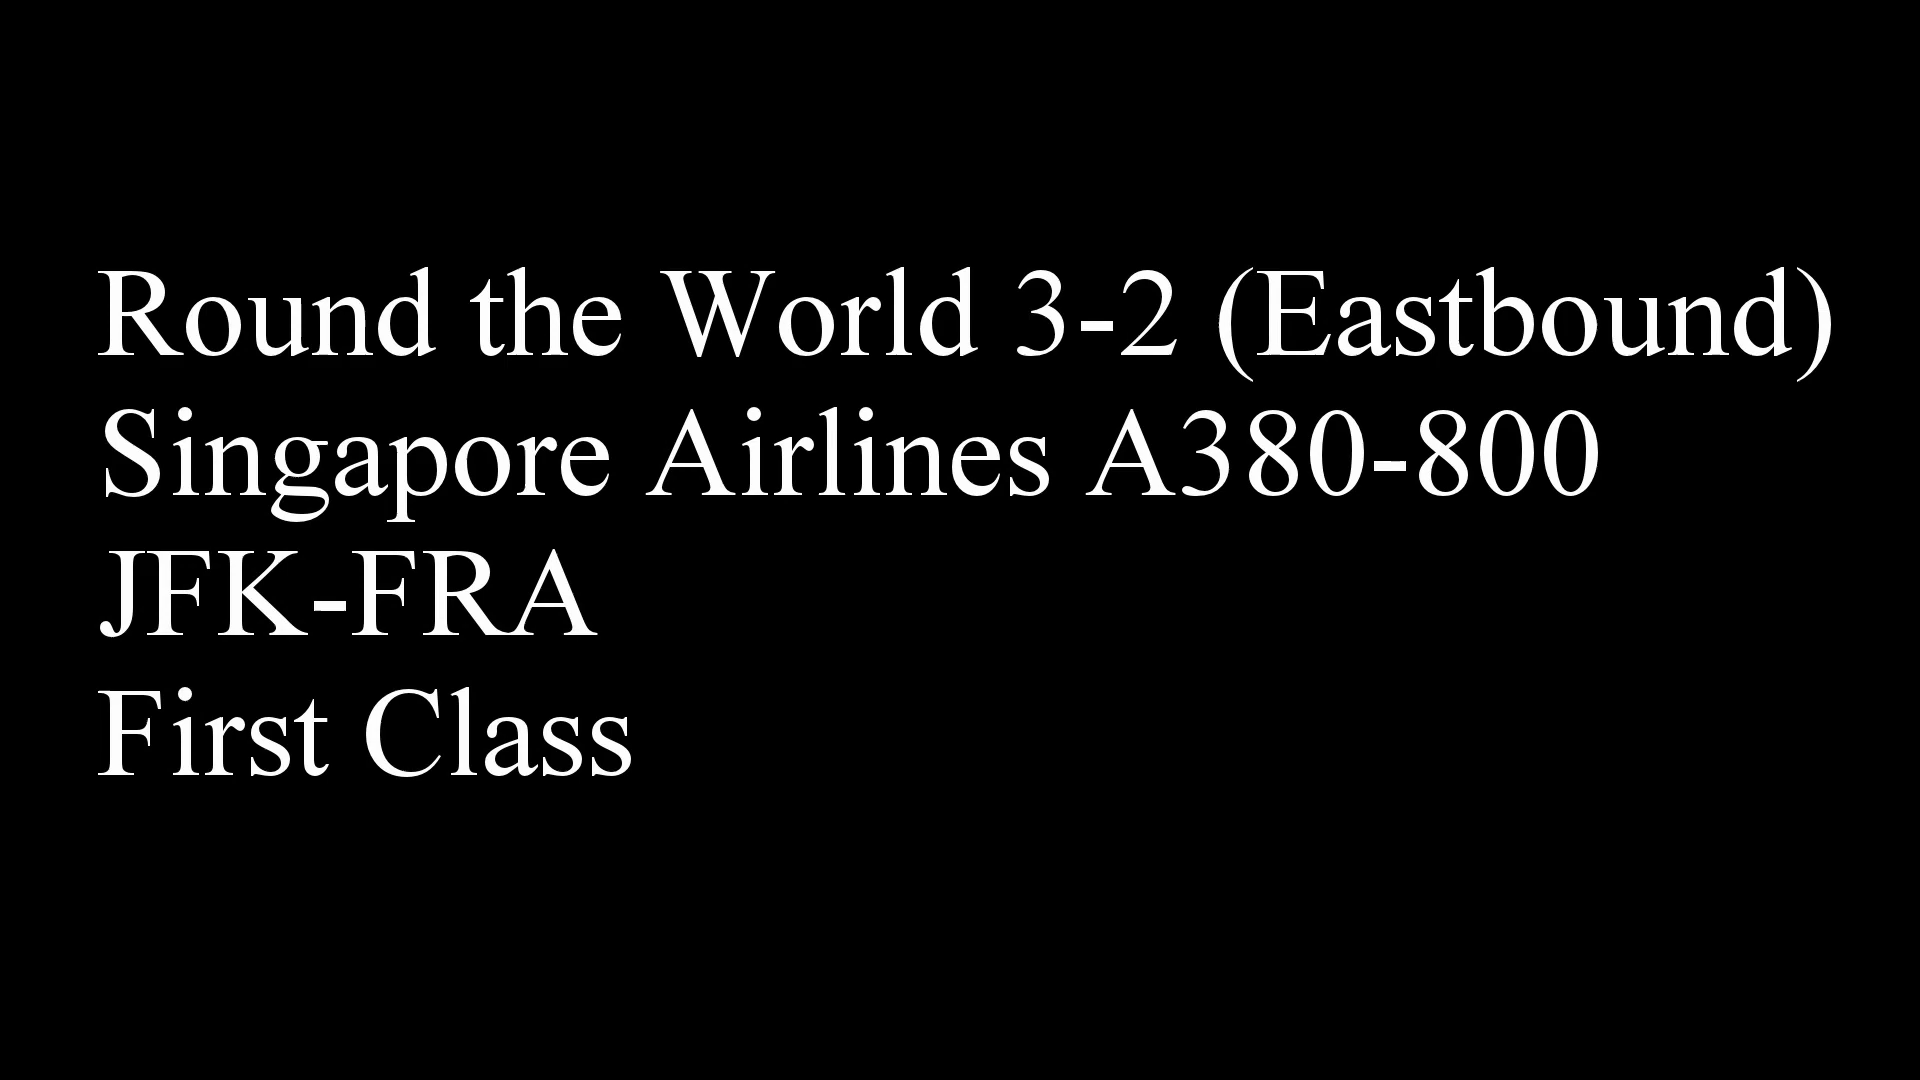 Round the World 3-2 (Eastbound)
Singapore Airlines A380-800
JFK-FRA
First Class